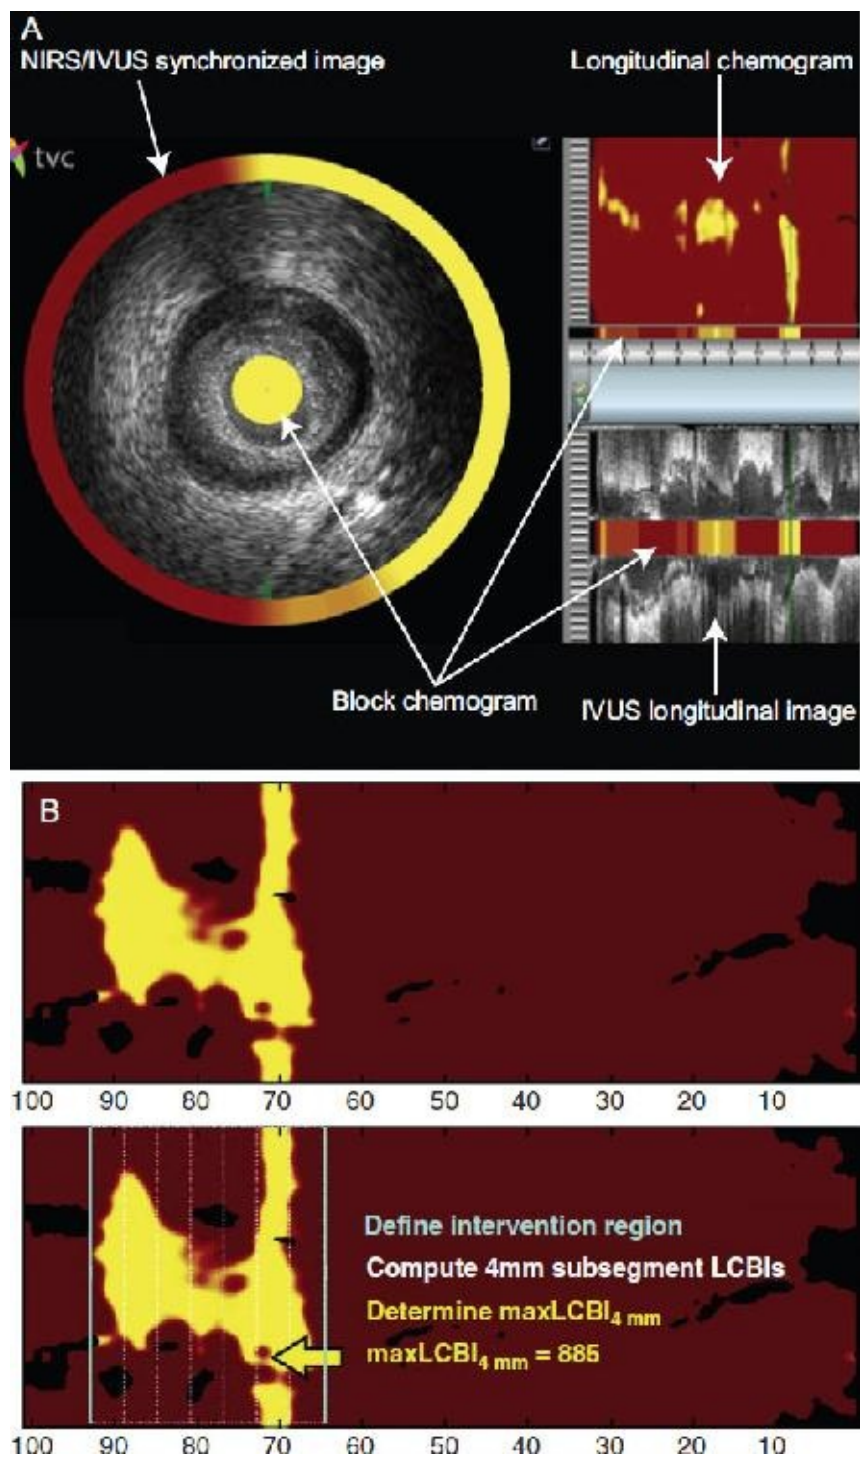 A
NIRS/IVUS synchronized image
Longitudinal chemogram
tvc
Block chemogram
IVUS longitudinal image
B
100 90 80 70 60 50 40 30 20 10
Define intervention region
Compute 4mm subsegment LCBIs
Determine maxLCBI4 mm
maxLCBI4 mm = 885
100 90 80 70 60 50 40 30 20 10